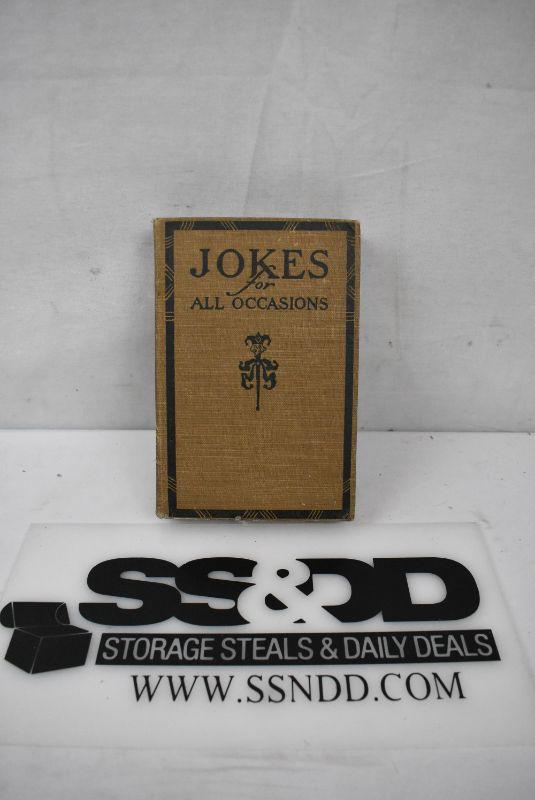 JOKES
for
ALL OCCASIONS
SS&DD
STORAGE STEALS & DAILY DEALS
WWW.SSNDD.COM